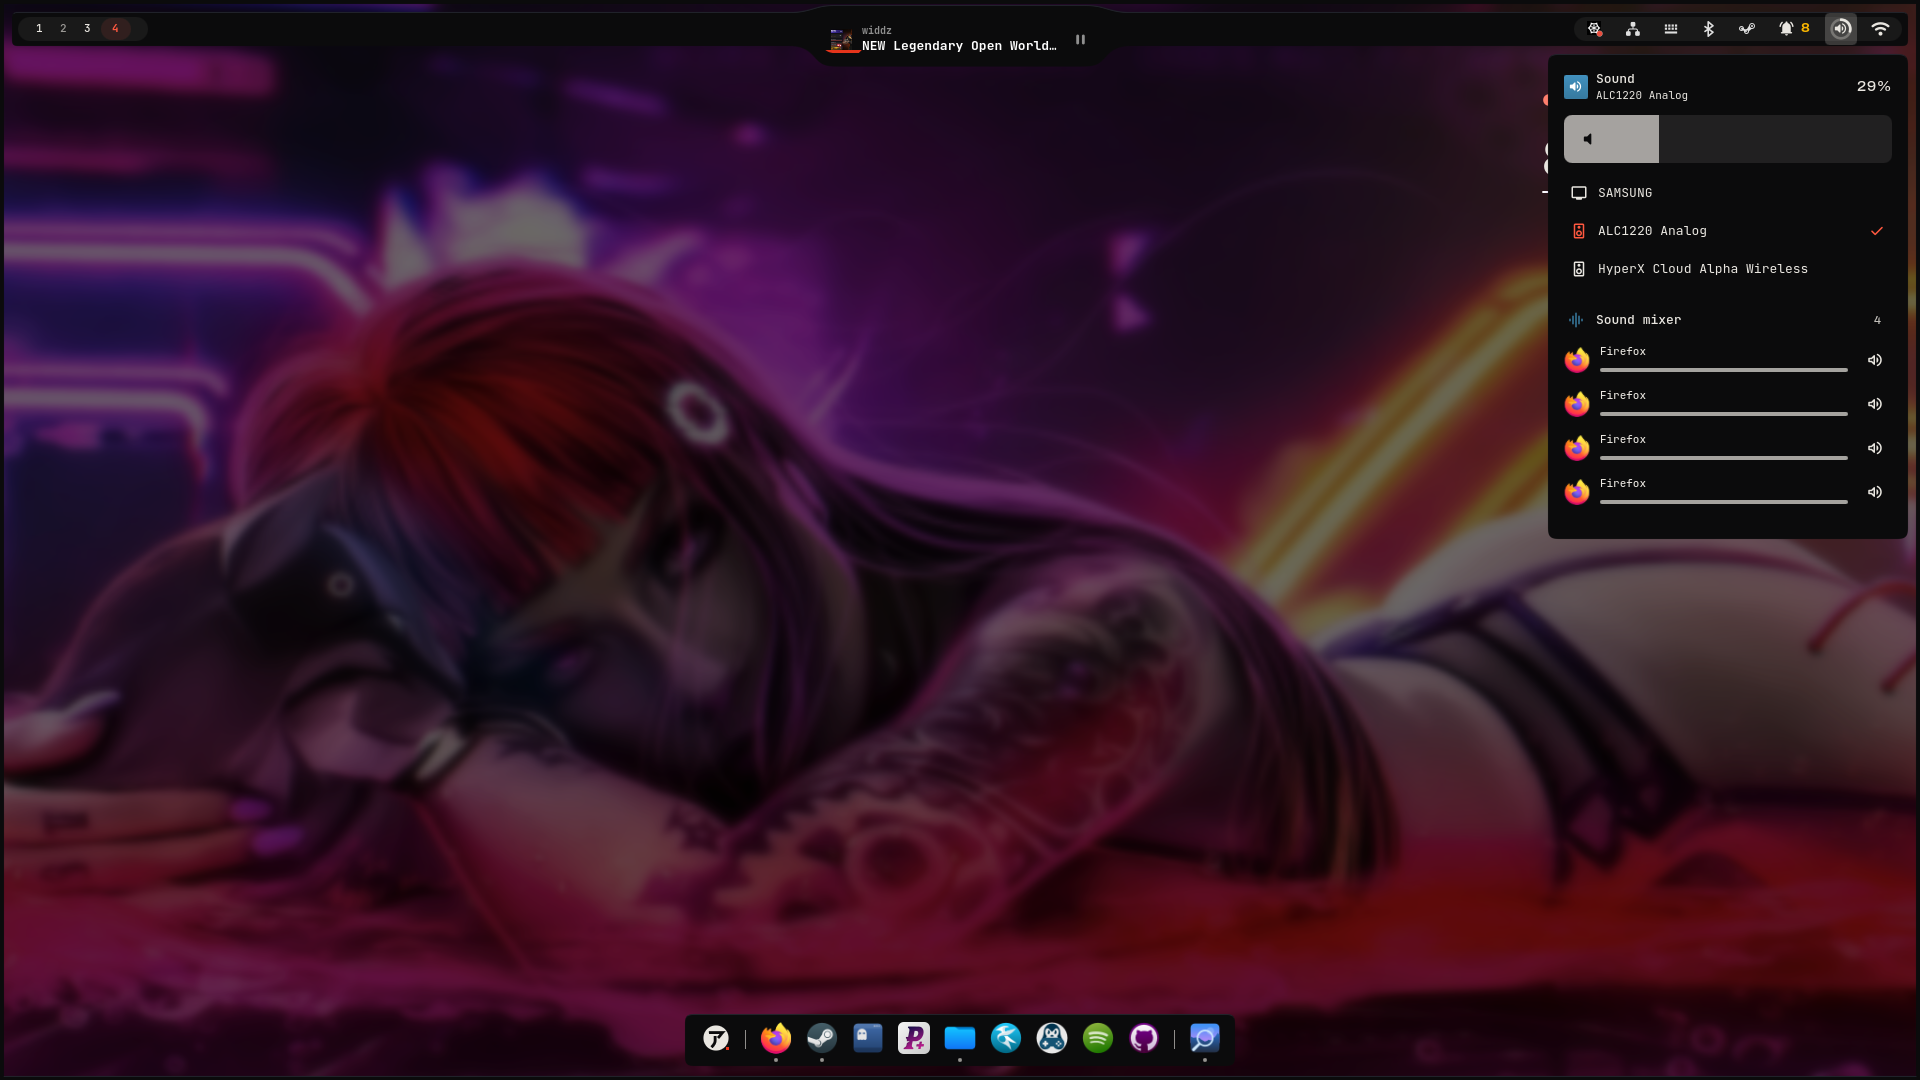 1 2 3 4
widdz
NEW Legendary Open World…
8
Sound
ALC1220 Analog
29%
SAMSUNG
ALC1220 Analog
HyperX Cloud Alpha Wireless
Sound mixer
4
Firefox
Firefox
Firefox
Firefox